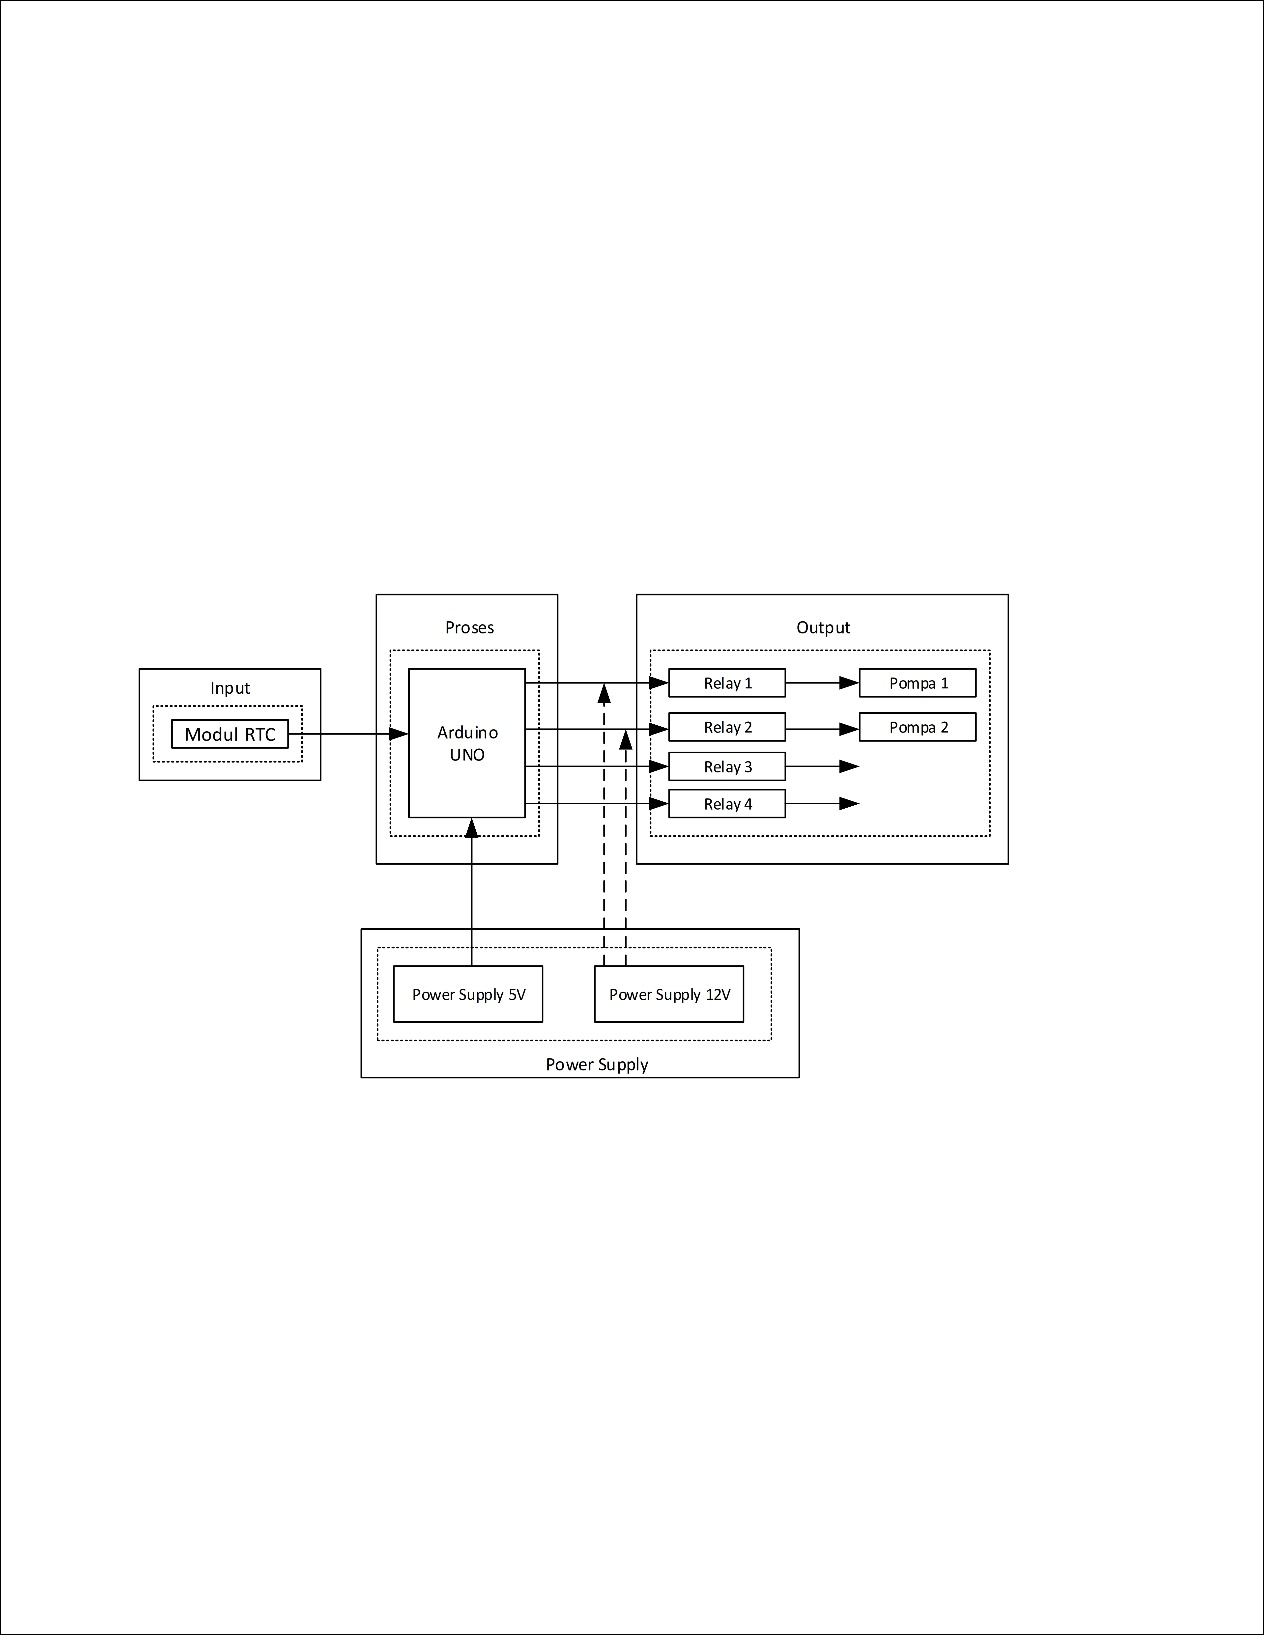 Input
Modul RTC
Proses
Arduino
UNO
Output
Relay 1
Pompa 1
Relay 2
Pompa 2
Relay 3
Relay 4
Power Supply 5V
Power Supply 12V
Power Supply